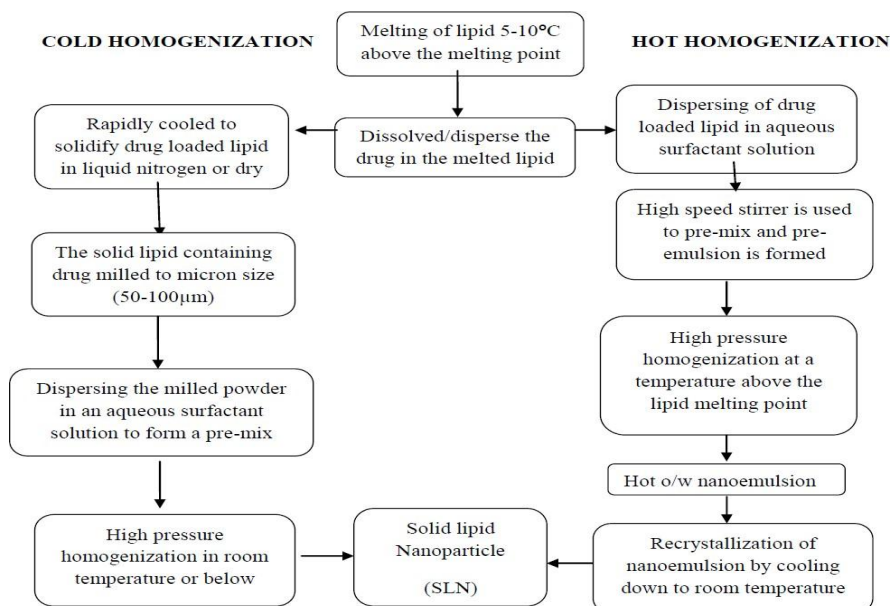 COLD HOMOGENIZATION
Melting of lipid 5-10°C
above the melting point
HOT HOMOGENIZATION
Rapidly cooled to
solidify drug loaded lipid
in liquid nitrogen or dry
Dissolved/disperse the
drug in the melted lipid
Dispersing of drug
loaded lipid in aqueous
surfactant solution
The solid lipid containing
drug milled to micron size
(50-100µm)
High speed stirrer is used
to pre-mix and pre-
emulsion is formed
Dispersing the milled powder
in an aqueous surfactant
solution to form a pre-mix
High pressure
homogenization at a
temperature above the
lipid melting point
Hot o/w nanoemulsion
High pressure
homogenization in room
temperature or below
Solid lipid
Nanoparticle
(SLN)
Recrystallization of
nanoemulsion by cooling
down to room temperature